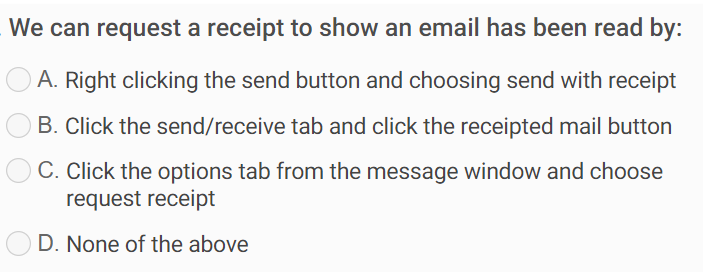 We can request a receipt to show an email has been read by:
A. Right clicking the send button and choosing send with receipt
B. Click the send/receive tab and click the receipted mail button
C. Click the options tab from the message window and choose
request receipt
D. None of the above